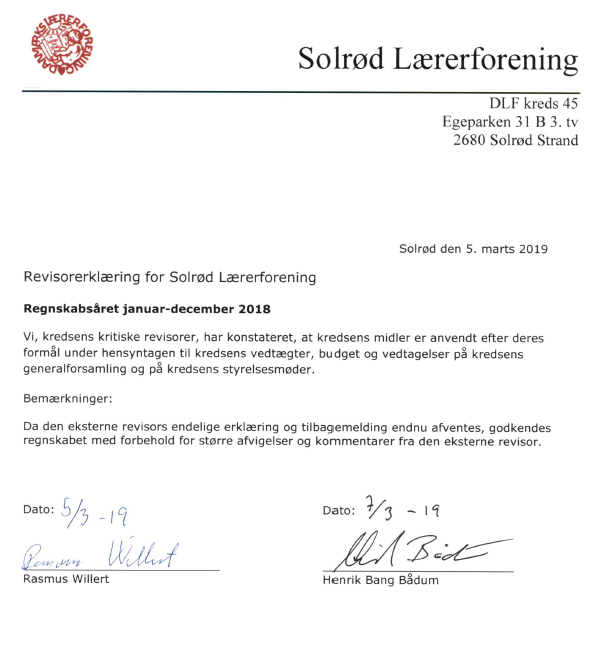 DANMARKS LÆRERFORENING
Solrød Lærerforening
DLF kreds 45
Egeparken 31 B 3. tv
2680 Solrød Strand
Solrød den 5. marts 2019
Revisorerklæring for Solrød Lærerforening
Regnskabsåret januar-december 2018
Vi, kredsens kritiske revisorer, har konstateret, at kredsens midler er anvendt efter deres
formål under hensyntagen til kredsens vedtægter, budget og vedtagelser på kredsens
generalforsamling og på kredsens styrelsesmøder.
Bemærkninger:
Da den eksterne revisors endelige erklæring og tilbagemelding endnu afventes, godkendes
regnskabet med forbehold for større afvigelser og kommentarer fra den eksterne revisor.
Dato: 5/3 -19
Dato: 7/3 - 19
Rasmus Willert
Rasmus Willert
Henrik Bang Bådum